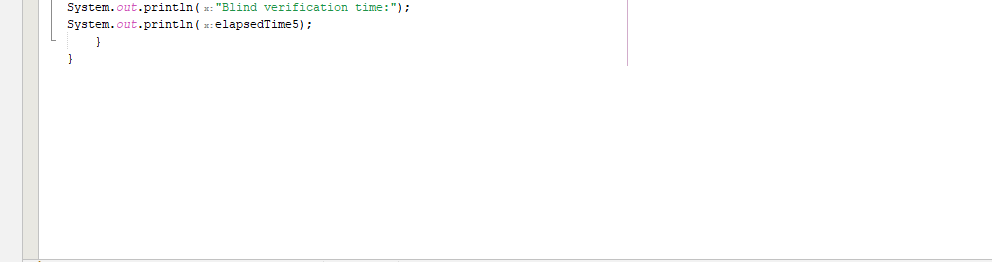 System.out.println( x: "Blind verification time:");
System.out.println( x: elapsedTime5);
}
}